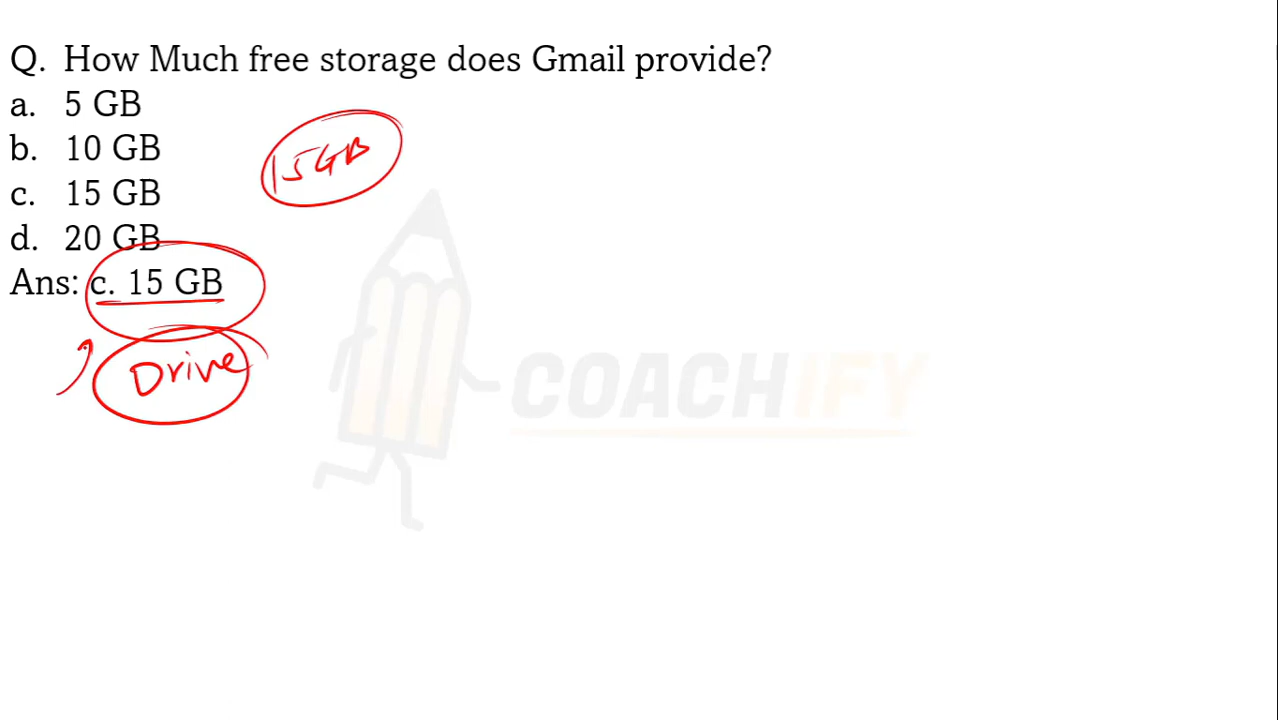 Q. How Much free storage does Gmail provide?
a. 5 GB
b. 10 GB
15GB
c. 15 GB
d. 20 GB
Ans: c. 15 GB
Drive
COACHIFY